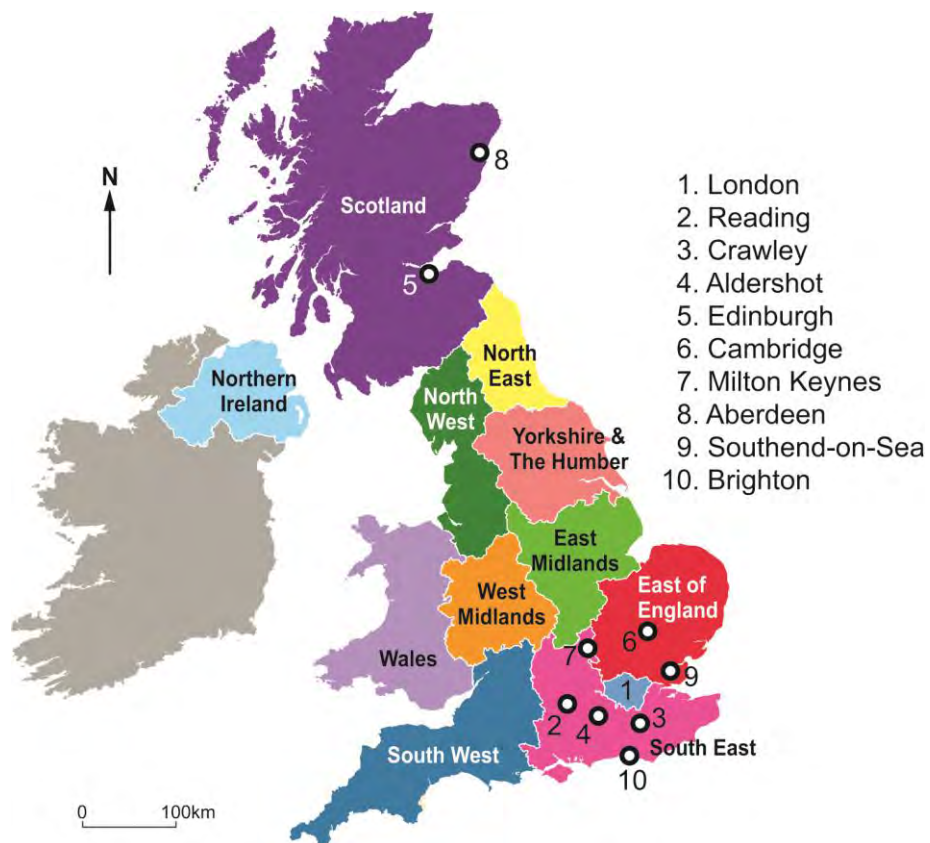 N
8
Scotland
5
1. London
2. Reading
3. Crawley
4. Aldershot
5. Edinburgh
6. Cambridge
7. Milton Keynes
8. Aberdeen
9. Southend-on-Sea
10. Brighton
North
East
Northern
Ireland
North
West
Yorkshire &
The Humber
East
Midlands
West
Midlands
East of
England
6
7
Wales
9
1
2
4
3
South East
South West
10
0 100km